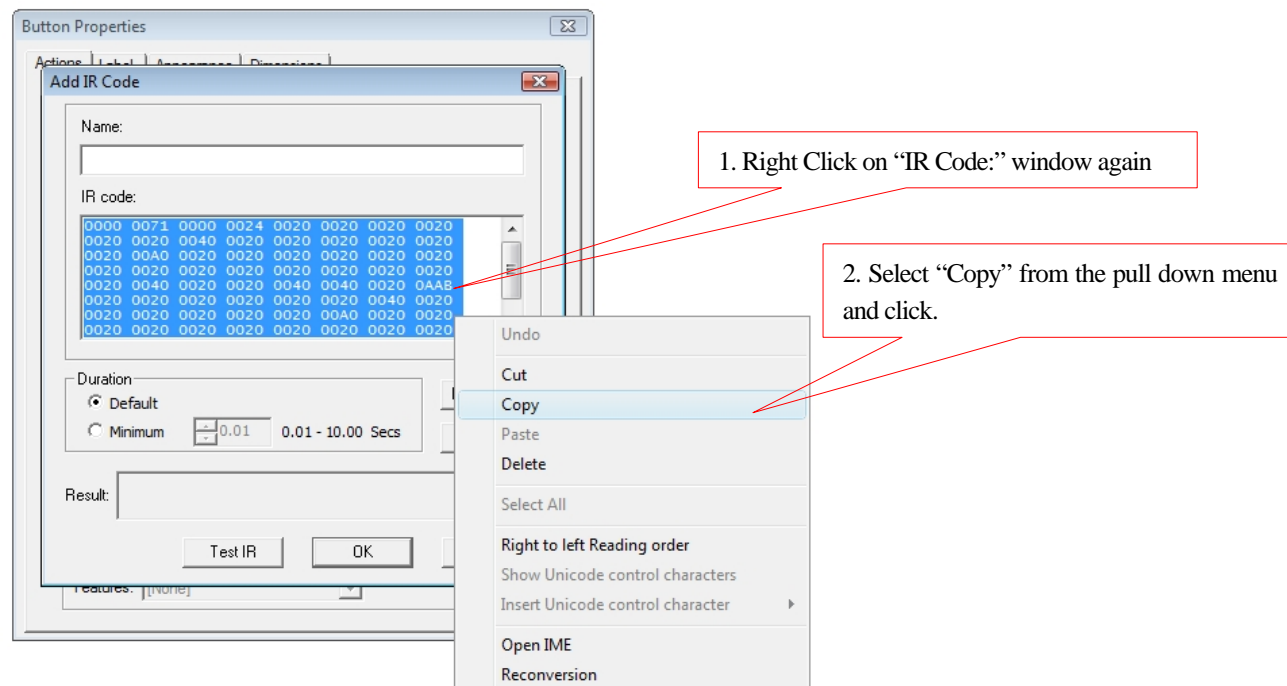 Button Properties
Actions Label Appearance Dimensions
Add IR Code
Name:
IR code:
0000 0071 0000 0024 0020 0020 0020 0020
0020 0020 0040 0020 0020 0020 0020 0020
0020 00A0 0020 0020 0020 0020 0020 0020
0020 0020 0020 0020 0020 0020 0020 0020
0020 0040 0020 0020 0040 0040 0020 0AAB
0020 0020 0020 0020 0020 0020 0040 0020
0020 0020 0020 0020 0020 00A0 0020 0020
0020 0020 0020 0020 0020 0020 0020 0020
1. Right Click on “IR Code:” window again
2. Select “Copy” from the pull down menu
and click.
Duration
Default
Minimum 0.01 0.01 - 10.00 Secs
Result:
Test IR OK
Features: [None]
Undo
Cut
Copy
Paste
Delete
Select All
Right to left Reading order
Show Unicode control characters
Insert Unicode control character
Open IME
Reconversion